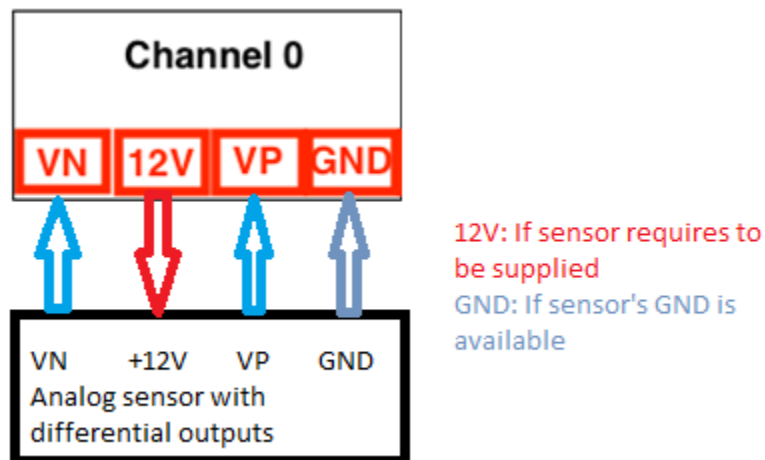 Channel 0
VN 12V VP GND
12V: If sensor requires to
be supplied
GND: If sensor's GND is
available
VN +12V VP GND
Analog sensor with
differential outputs